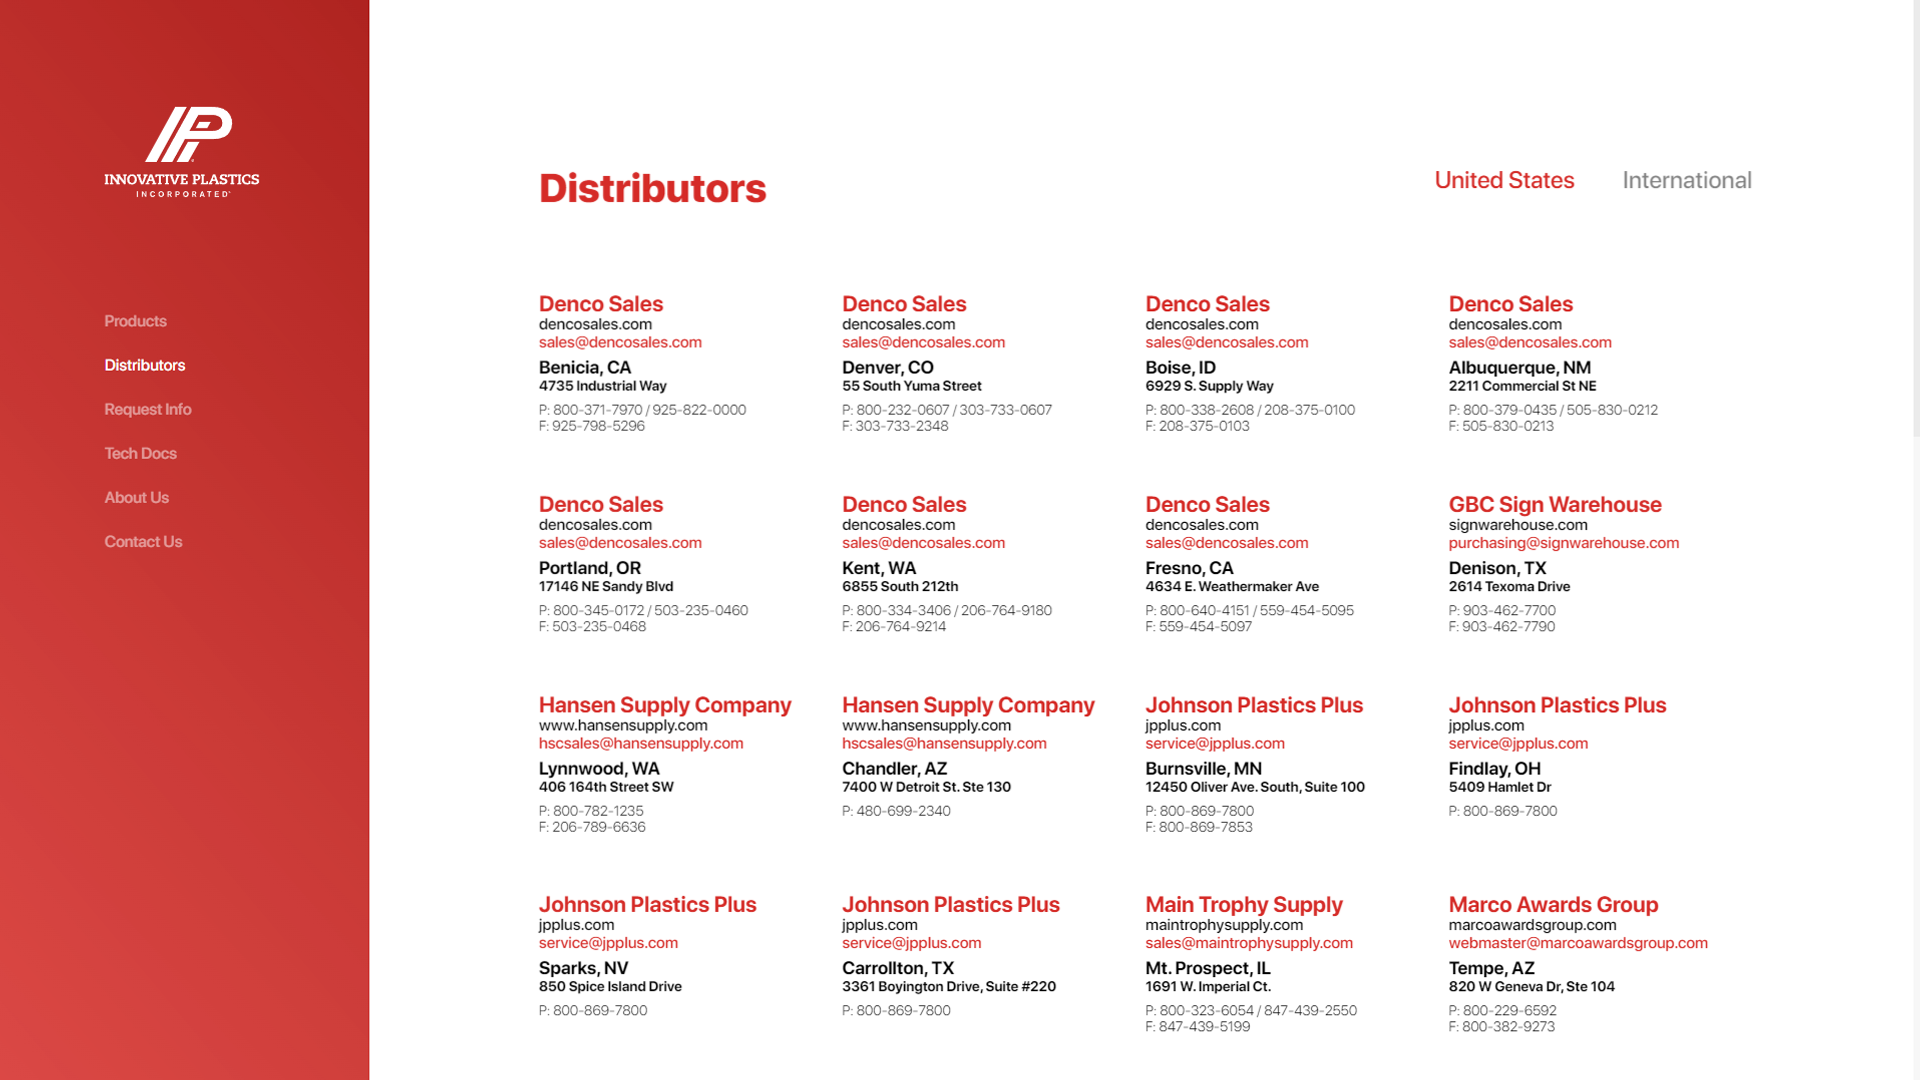 INNOVATIVE PLASTICS
INCORPORATED
Products
Distributors
Request Info
Tech Docs
About Us
Contact Us
Distributors
United States
International
Denco Sales
dencosales.com
sales@dencosales.com
Benicia, CA
4735 Industrial Way
P: 800-371-7970 / 925-822-0000
F: 925-798-5296
Denco Sales
dencosales.com
sales@dencosales.com
Denver, CO
55 South Yuma Street
P: 800-232-0607 / 303-733-0607
F: 303-733-2348
Denco Sales
dencosales.com
sales@dencosales.com
Boise, ID
6929 S. Supply Way
P: 800-338-2608 / 208-375-0100
F: 208-375-0103
Denco Sales
dencosales.com
sales@dencosales.com
Albuquerque, NM
2211 Commercial St NE
P: 800-379-0435 / 505-830-0212
F: 505-830-0213
Denco Sales
dencosales.com
sales@dencosales.com
Portland, OR
17146 NE Sandy Blvd
P: 800-345-0172 / 503-235-0460
F: 503-235-0468
Denco Sales
dencosales.com
sales@dencosales.com
Kent, WA
6855 South 212th
P: 800-334-3406 / 206-764-9180
F: 206-764-9214
Denco Sales
dencosales.com
sales@dencosales.com
Fresno, CA
4634 E. Weathermaker Ave
P: 800-640-4151 / 559-454-5095
F: 559-454-5097
GBC Sign Warehouse
signwarehouse.com
purchasing@signwarehouse.com
Denison, TX
2614 Texoma Drive
P: 903-462-7700
F: 903-462-7790
Hansen Supply Company
www.hansensupply.com
hscsales@hansensupply.com
Lynnwood, WA
406 164th Street SW
P: 800-782-1235
F: 206-789-6636
Hansen Supply Company
www.hansensupply.com
hscsales@hansensupply.com
Chandler, AZ
7400 W Detroit St. Ste 130
P: 480-699-2340
Johnson Plastics Plus
jpplus.com
service@jpplus.com
Burnsville, MN
12450 Oliver Ave. South, Suite 100
P: 800-869-7800
F: 800-869-7853
Johnson Plastics Plus
jpplus.com
service@jpplus.com
Findlay, OH
5409 Hamlet Dr
P: 800-869-7800
Johnson Plastics Plus
jpplus.com
service@jpplus.com
Sparks, NV
850 Spice Island Drive
P: 800-869-7800
Johnson Plastics Plus
jpplus.com
service@jpplus.com
Carrollton, TX
3361 Boyington Drive, Suite #220
P: 800-869-7800
Main Trophy Supply
maintrophysupply.com
sales@maintrophysupply.com
Mt. Prospect, IL
1691 W. Imperial Ct.
P: 800-323-6054 / 847-439-2550
F: 847-439-5199
Marco Awards Group
marcoawardsgroup.com
webmaster@marcoawardsgroup.com
Tempe, AZ
820 W Geneva Dr, Ste 104
P: 800-229-6592
F: 800-382-9273